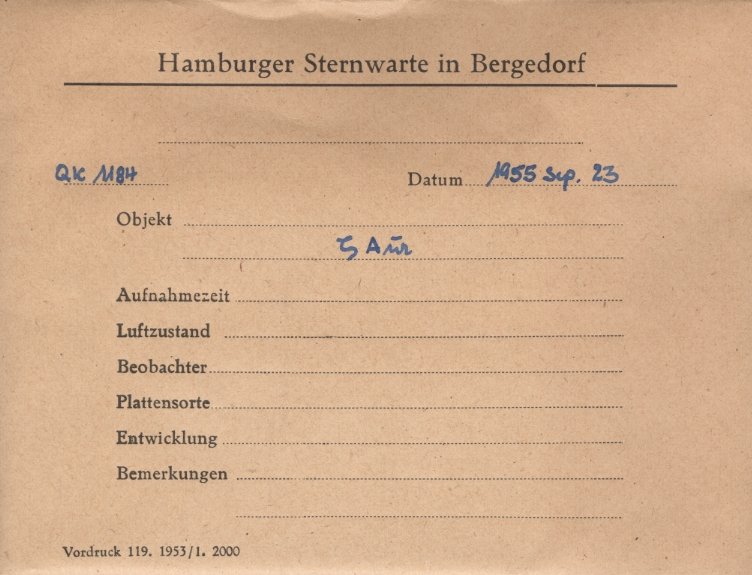 Hamburger Sternwarte in Bergedorf
QK 1184 Datum 1955 Sep. 23
Objekt
ζ Aur
Aufnahmezeit
Luftzustand
Beobachter
Plattensorte
Entwicklung
Bemerkungen
Vordruck 119. 1953/1. 2000